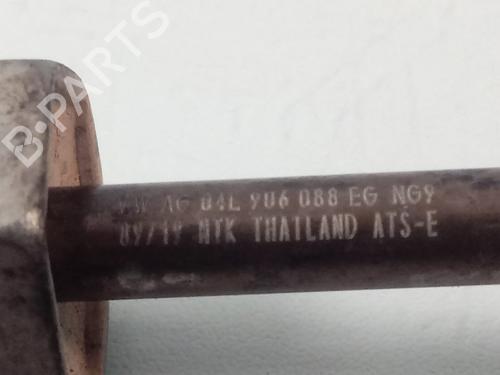 VW AG 04L 906 088 EG NG9
09/19 NTK THAILAND ATS-E
B-PARTS